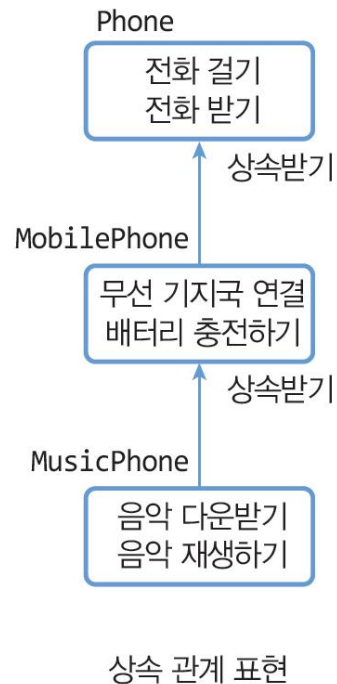 Phone
전화 걸기
전화 받기
상속받기
MobilePhone
무선 기지국 연결
배터리 충전하기
상속받기
MusicPhone
음악 다운받기
음악 재생하기
상속 관계 표현